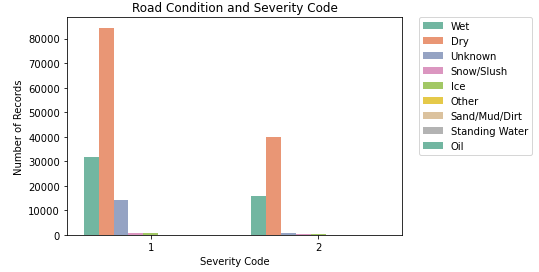 Road Condition and Severity Code
Number of Records
80000
70000
60000
50000
40000
30000
20000
10000
0
1
2
Severity Code
Wet
Dry
Unknown
Snow/Slush
Ice
Other
Sand/Mud/Dirt
Standing Water
Oil